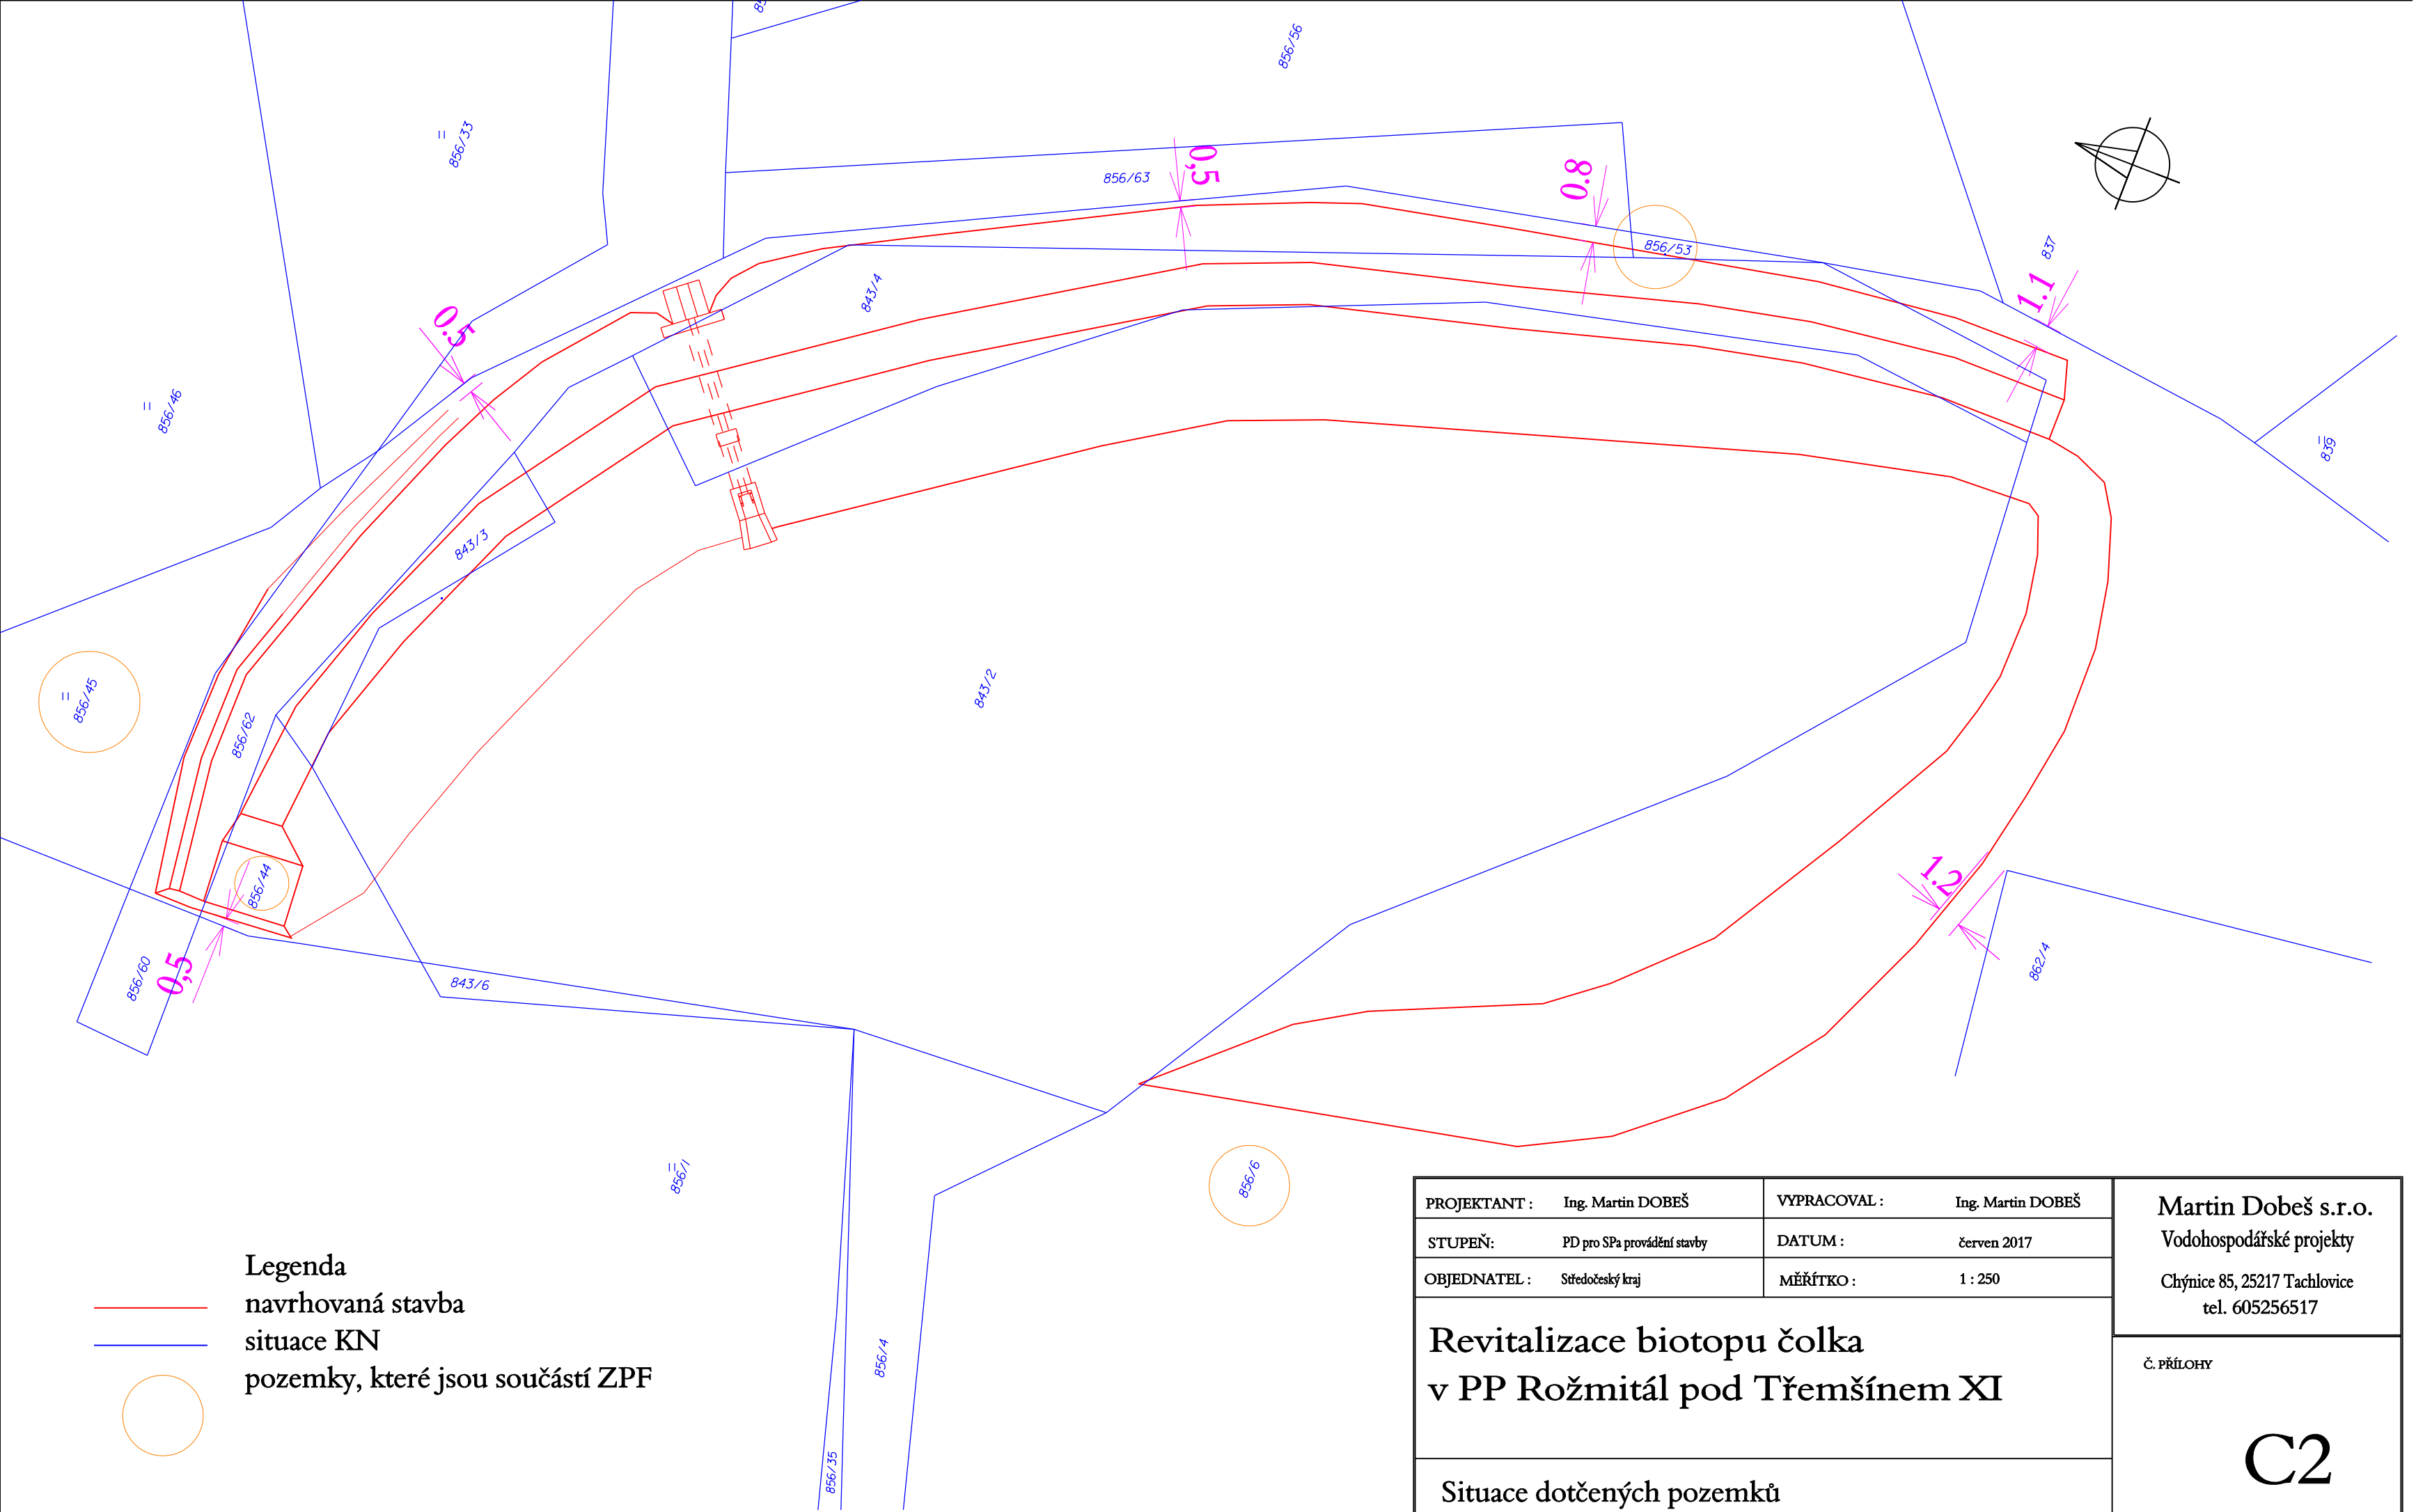 856/56
856/33
856/63
0,5
0.8
856/53
837
1.1
843/4
0.5
856/46
839
843/3
843/2
856/45
856/62
856/44
1.2
862/4
856/60
0,5
843/6
856/1
856/6
856/4
856/35
Legenda
navrhovaná stavba
situace KN
pozemky, které jsou součástí ZPF
PROJEKTANT : Ing. Martin DOBEŠ VYPRACOVAL : Ing. Martin DOBEŠ
STUPEŇ: PD pro SPa provádění stavby DATUM : červen 2017
OBJEDNATEL : Středočeský kraj MĚŘÍTKO : 1 : 250
Martin Dobeš s.r.o.
Vodohospodářské projekty
Chýnice 85, 25217 Tachlovice
tel. 605256517
Revitalizace biotopu čolka
v PP Rožmitál pod Třemšínem XI
Situace dotčených pozemků
Č. PŘÍLOHY
C2